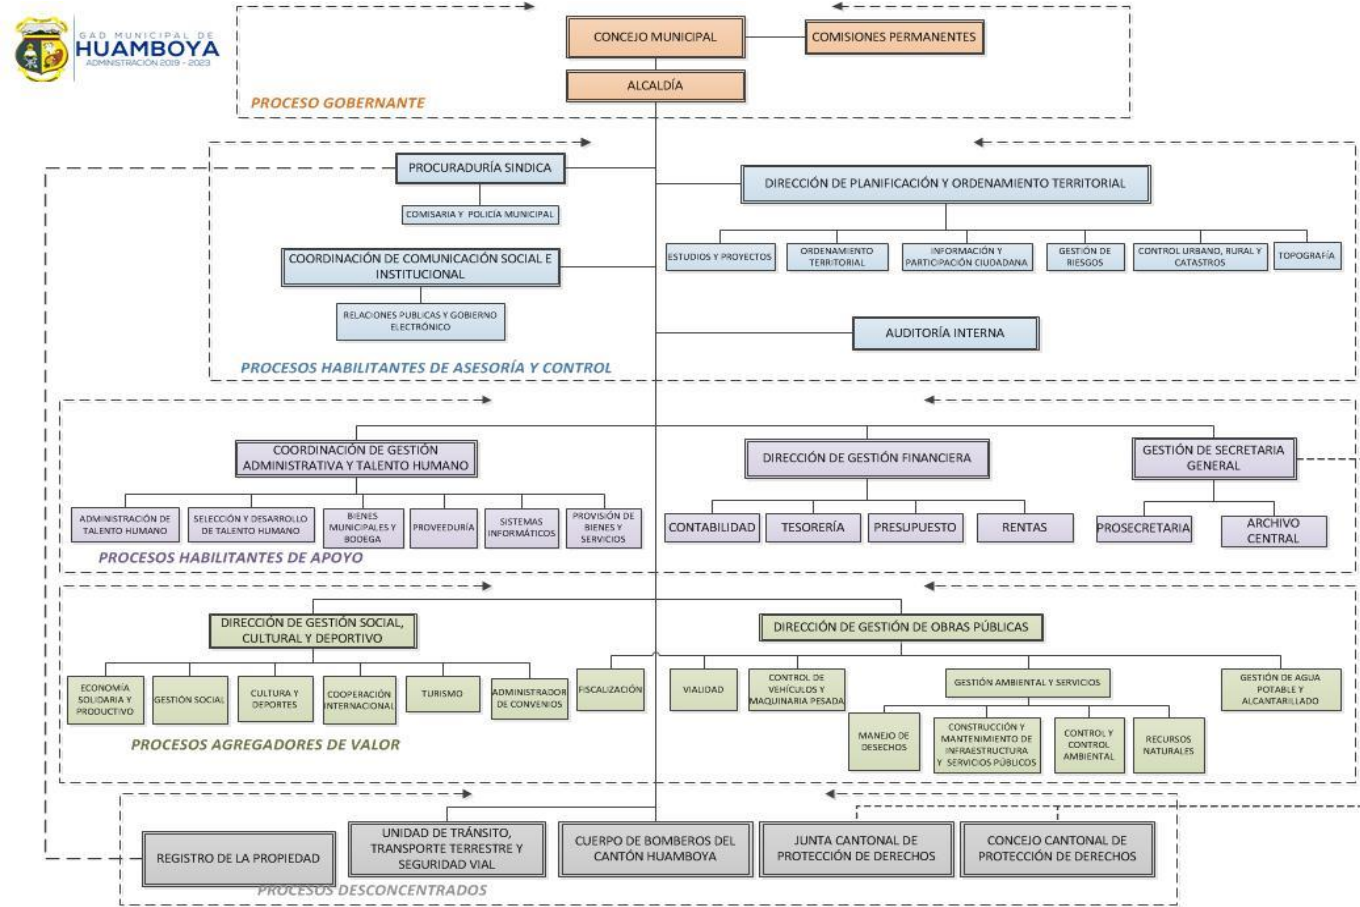 GAD MUNICIPAL DE
HUAMBOYA
ADMINISTRACIÓN 2019 - 2023
CONCEJO MUNICIPAL
COMISIONES PERMANENTES
ALCALDÍA
PROCESO GOBERNANTE
PROCURADURÍA SINDICA
DIRECCIÓN DE PLANIFICACIÓN Y ORDENAMIENTO TERRITORIAL
COMISARIA Y POLICÍA MUNICIPAL
COORDINACIÓN DE COMUNICACIÓN SOCIAL E
INSTITUCIONAL
ESTUDIOS Y PROYECTOS
ORDENAMIENTO
TERRITORIAL
INFORMACIÓN Y
PARTICIPACIÓN CIUDADANA
GESTIÓN DE
RIESGOS
CONTROL URBANO, RURAL Y
CATASTROS
TOPOGRAFÍA
RELACIONES PUBLICAS Y GOBIERNO
ELECTRÓNICO
AUDITORÍA INTERNA
PROCESOS HABILITANTES DE ASESORÍA Y CONTROL
COORDINACIÓN DE GESTIÓN
ADMINISTRATIVA Y TALENTO HUMANO
DIRECCIÓN DE GESTIÓN FINANCIERA
GESTIÓN DE SECRETARIA
GENERAL
ADMINISTRACIÓN DE
TALENTO HUMANO
SELECCIÓN Y DESARROLLO
DE TALENTO HUMANO
BIENES
MUNICIPALES Y
BODEGA
PROVEEDURÍA
SISTEMAS
INFORMÁTICOS
PROVISIÓN DE
BIENES Y
SERVICIOS
CONTABILIDAD
TESORERÍA
PRESUPUESTO
RENTAS
PROSECRETARIA
ARCHIVO
CENTRAL
PROCESOS HABILITANTES DE APOYO
DIRECCIÓN DE GESTIÓN SOCIAL,
CULTURAL Y DEPORTIVO
DIRECCIÓN DE GESTIÓN DE OBRAS PÚBLICAS
ECONOMÍA
SOLIDARIA Y
PRODUCTIVO
GESTIÓN SOCIAL
CULTURA Y
DEPORTES
COOPERACIÓN
INTERNACIONAL
TURISMO
ADMINISTRADOR
DE CONVENIOS
FISCALIZACIÓN
VIALIDAD
CONTROL DE
VEHÍCULOS Y
MAQUINARIA PESADA
GESTIÓN AMBIENTAL Y SERVICIOS
GESTIÓN DE AGUA
POTABLE Y
ALCANTARILLADO
MANEJO DE
DESECHOS
CONSTRUCCIÓN Y
MANTENIMIENTO DE
INFRAESTRUCTURA
Y SERVICIOS PÚBLICOS
CONTROL Y
CONTROL
AMBIENTAL
RECURSOS
NATURALES
PROCESOS AGREGADORES DE VALOR
REGISTRO DE LA PROPIEDAD
UNIDAD DE TRÁNSITO,
TRANSPORTE TERRESTRE Y
SEGURIDAD VIAL
CUERPO DE BOMBEROS DEL
CANTÓN HUAMBOYA
JUNTA CANTONAL DE
PROTECCIÓN DE DERECHOS
CONCEJO CANTONAL DE
PROTECCIÓN DE DERECHOS
PROCESOS DESCONCENTRADOS